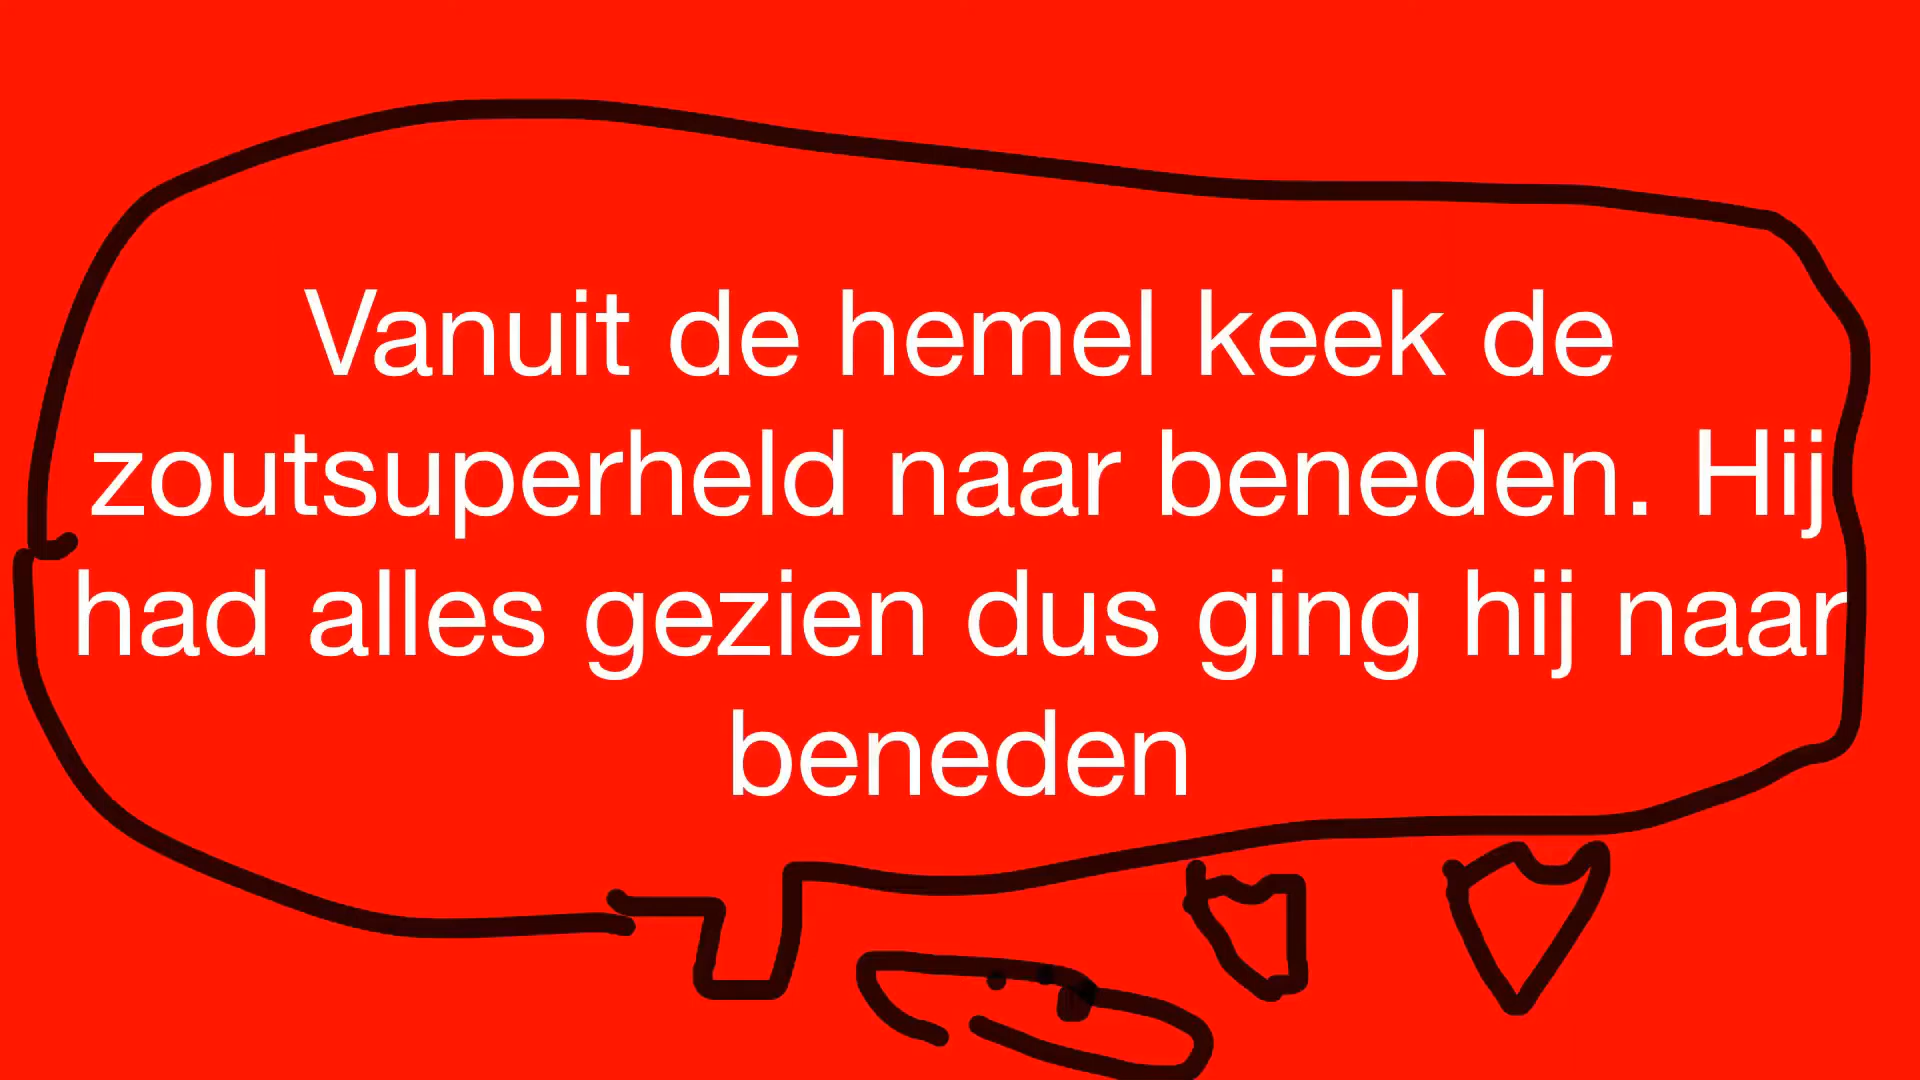 Vanuit de hemel keek de
zoutsuperheld naar beneden. Hij
had alles gezien dus ging hij naar
beneden